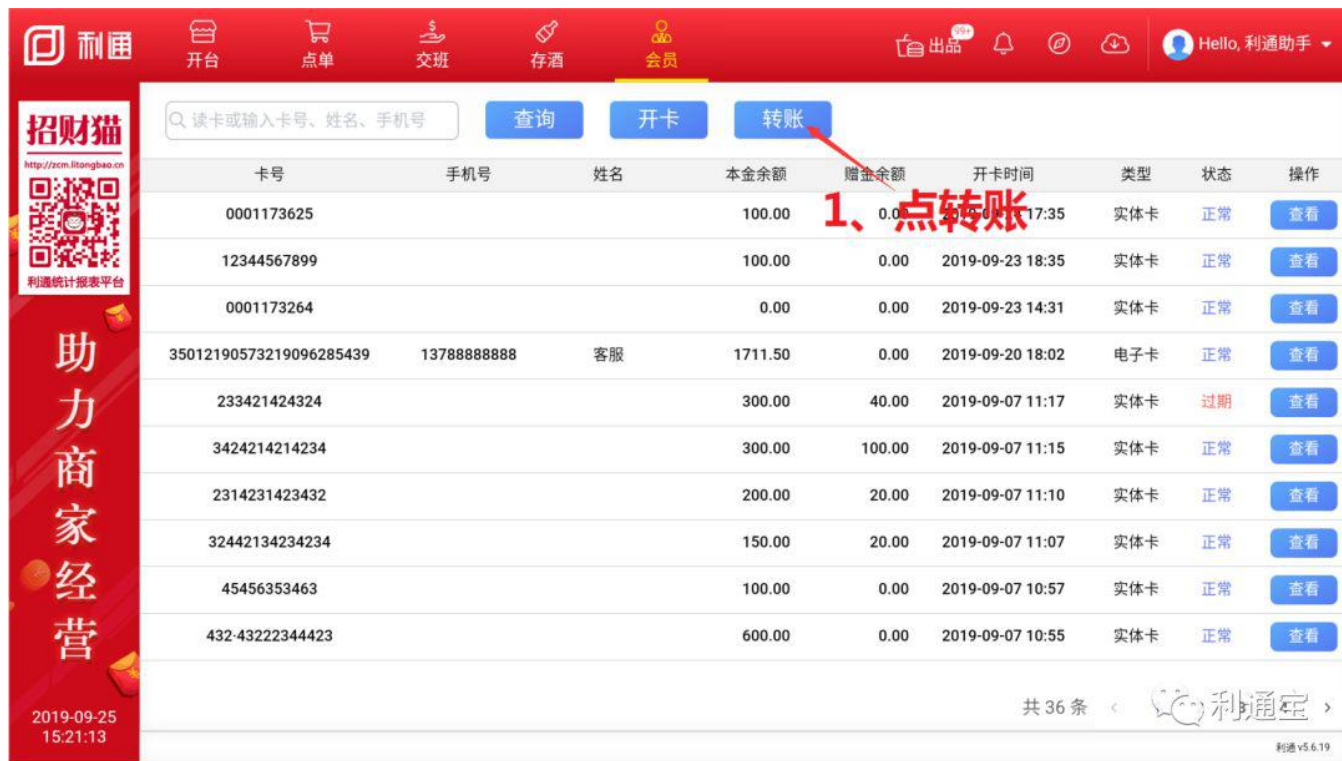 利通
开台
点单
交班
存酒
会员
出品
99+
Hello, 利通助手
招财猫
http://zcm.litongbao.cn
利通统计报表平台
助力商家经营
2019-09-25
15:21:13
读卡或输入卡号、姓名、手机号
查询
开卡
转账
卡号 手机号 姓名 本金余额 赠金余额 开卡时间 类型 状态 操作
1、点转账
0001173625 100.00 0.00 17:35 实体卡 正常 查看
12344567899 100.00 0.00 2019-09-23 18:35 实体卡 正常 查看
0001173264 0.00 0.00 2019-09-23 14:31 实体卡 正常 查看
35012190573219096285439 13788888888 客服 1711.50 0.00 2019-09-20 18:02 电子卡 正常 查看
233421424324 300.00 40.00 2019-09-07 11:17 实体卡 过期 查看
3424214214234 300.00 100.00 2019-09-07 11:15 实体卡 正常 查看
2314231423432 200.00 20.00 2019-09-07 11:10 实体卡 正常 查看
32442134234234 150.00 20.00 2019-09-07 11:07 实体卡 正常 查看
45456353463 100.00 0.00 2019-09-07 10:57 实体卡 正常 查看
432·43222344423 600.00 0.00 2019-09-07 10:55 实体卡 正常 查看
共 36 条
利通宝
利通 v5.6.19